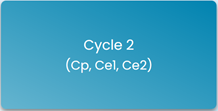 Cycle 2
(Cp, Ce1, Ce2)